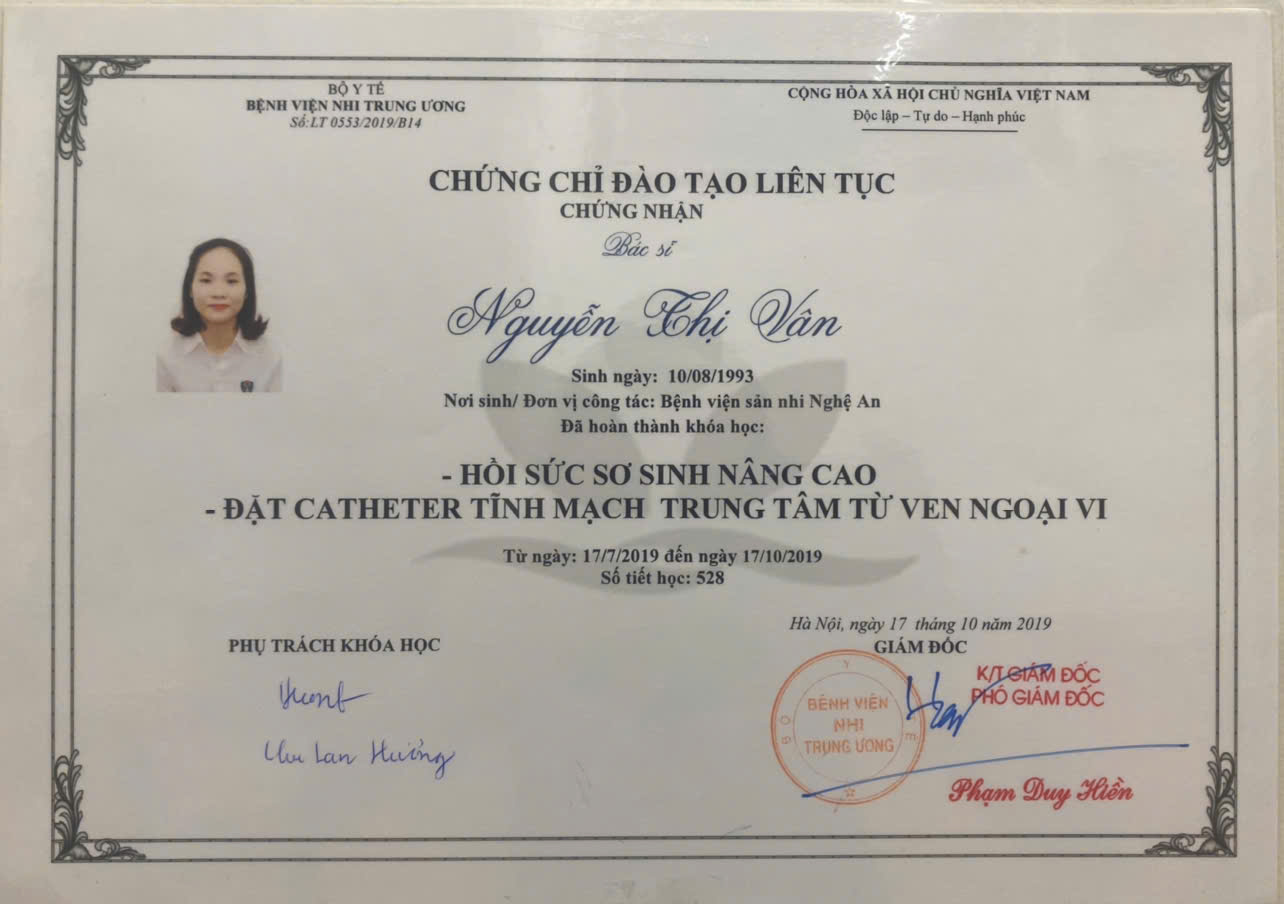 BỘ Y TẾ
BỆNH VIỆN NHI TRUNG ƯƠNG
Số:LT 0553/2019/B14
CỘNG HÒA XÃ HỘI CHỦ NGHĨA VIỆT NAM
Độc lập – Tự do – Hạnh phúc
CHỨNG CHỈ ĐÀO TẠO LIÊN TỤC
CHỨNG NHẬN
Bác sĩ
Nguyễn Thị Vân
Sinh ngày: 10/08/1993
Nơi sinh/ Đơn vị công tác: Bệnh viện sản nhi Nghệ An
Đã hoàn thành khóa học:
- HỒI SỨC SƠ SINH NÂNG CAO
- ĐẶT CATHETER TĨNH MẠCH TRUNG TÂM TỪ VEN NGOẠI VI
Từ ngày: 17/7/2019 đến ngày 17/10/2019
Số tiết học: 528
Hà Nội, ngày 17 tháng 10 năm 2019
PHỤ TRÁCH KHÓA HỌC
GIÁM ĐỐC
K/T GIÁM ĐỐC
PHÓ GIÁM ĐỐC
BỘ Y TẾ
BỆNH VIỆN
NHI
TRUNG ƯƠNG
Lan Hương
Phạm Duy Hiền